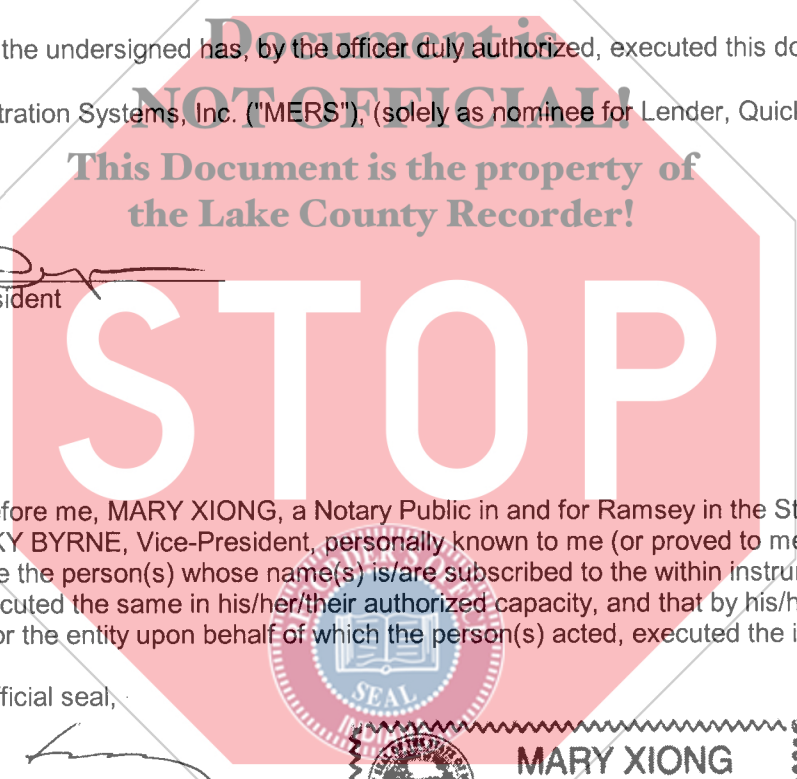 Document is
the undersigned has, by the officer duly authorized, executed this do
NOT OFFICIAL!
tration Systems, Inc. ("MERS"), (solely as nominee for Lender, Quick
This Document is the property of
the Lake County Recorder!
sident
STOP
efore me, MARY XIONG, a Notary Public in and for Ramsey in the St
KY BYRNE, Vice-President, personally known to me (or proved to me
e the person(s) whose name(s) is/are subscribed to the within instru
cuted the same in his/her/their authorized capacity, and that by his/h
or the entity upon behalf of which the person(s) acted, executed the i
SEAL
ficial seal,
MARY XIONG